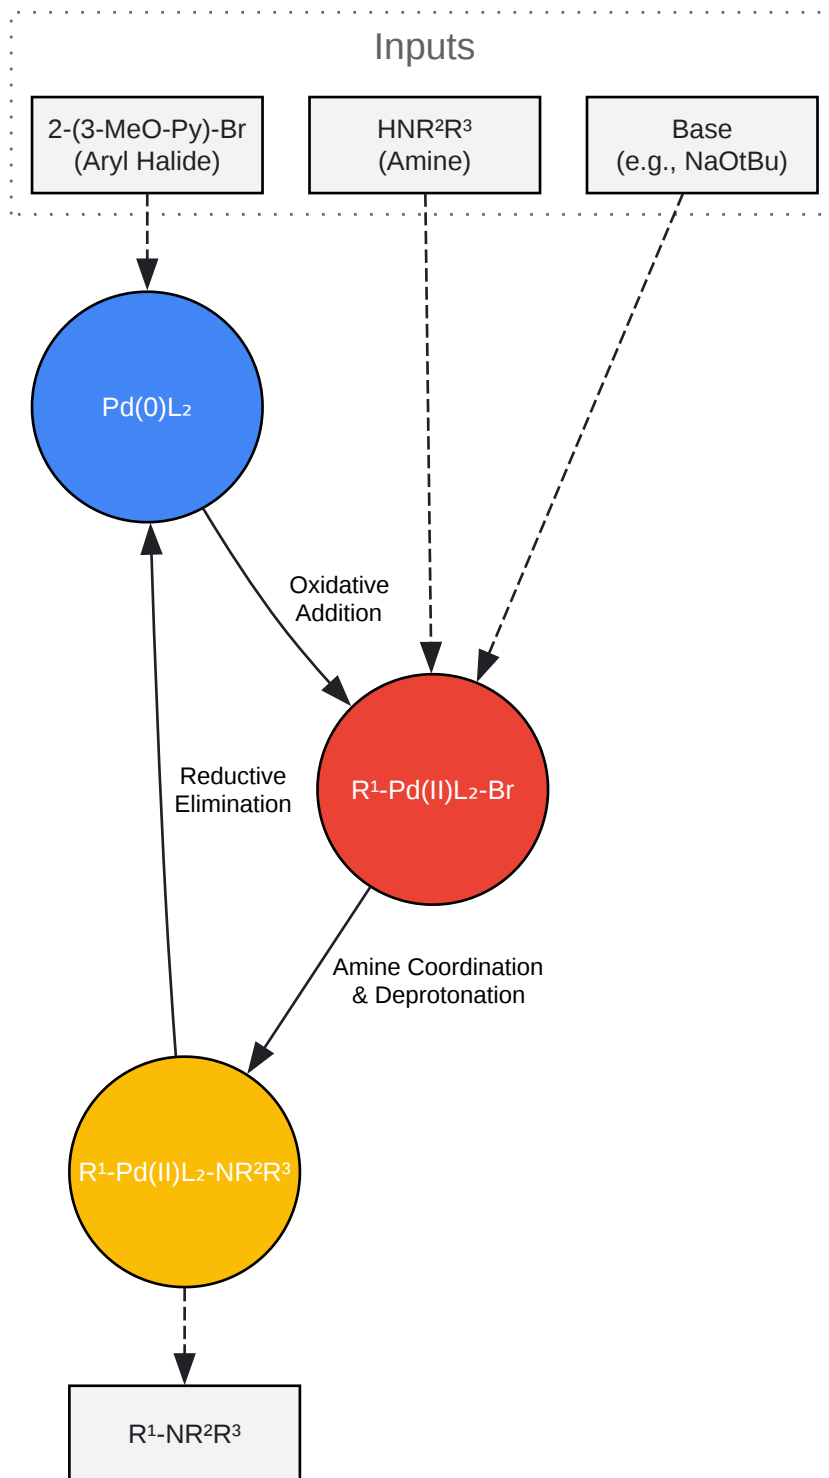 Inputs
2-(3-MeO-Py)-Br
(Aryl Halide)
HNR²R³
(Amine)
Base
(e.g., NaOtBu)
Pd(0)L₂
Oxidative
Addition
Reductive
Elimination
R¹-Pd(II)L₂-Br
Amine Coordination
& Deprotonation
R¹-Pd(II)L₂-NR²R³
R¹-NR²R³